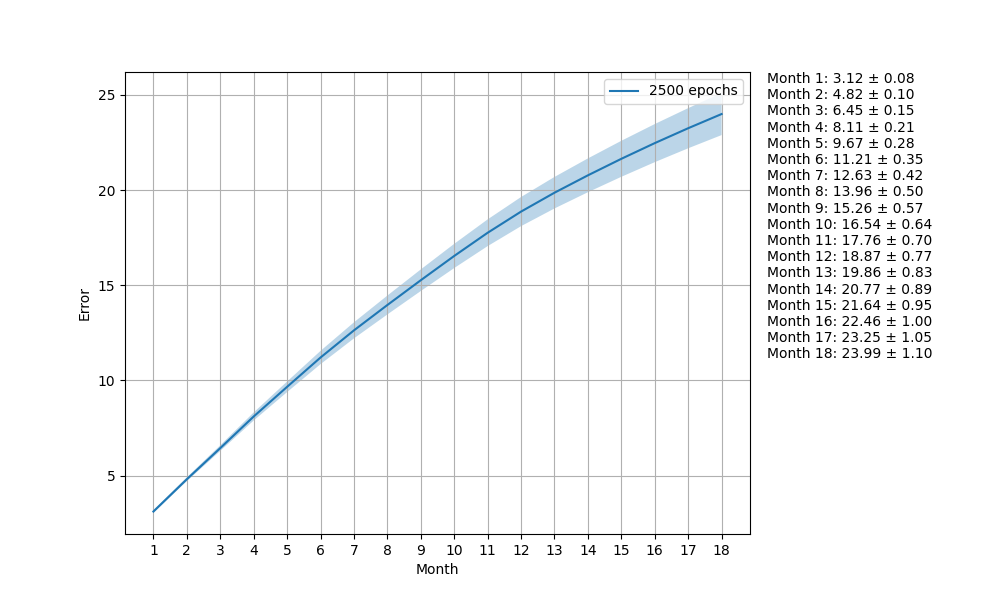 2500 epochs
25
20
15
10
5
Error
1 2 3 4 5 6 7 8 9 10 11 12 13 14 15 16 17 18
Month
Month 1: 3.12 ± 0.08
Month 2: 4.82 ± 0.10
Month 3: 6.45 ± 0.15
Month 4: 8.11 ± 0.21
Month 5: 9.67 ± 0.28
Month 6: 11.21 ± 0.35
Month 7: 12.63 ± 0.42
Month 8: 13.96 ± 0.50
Month 9: 15.26 ± 0.57
Month 10: 16.54 ± 0.64
Month 11: 17.76 ± 0.70
Month 12: 18.87 ± 0.77
Month 13: 19.86 ± 0.83
Month 14: 20.77 ± 0.89
Month 15: 21.64 ± 0.95
Month 16: 22.46 ± 1.00
Month 17: 23.25 ± 1.05
Month 18: 23.99 ± 1.10